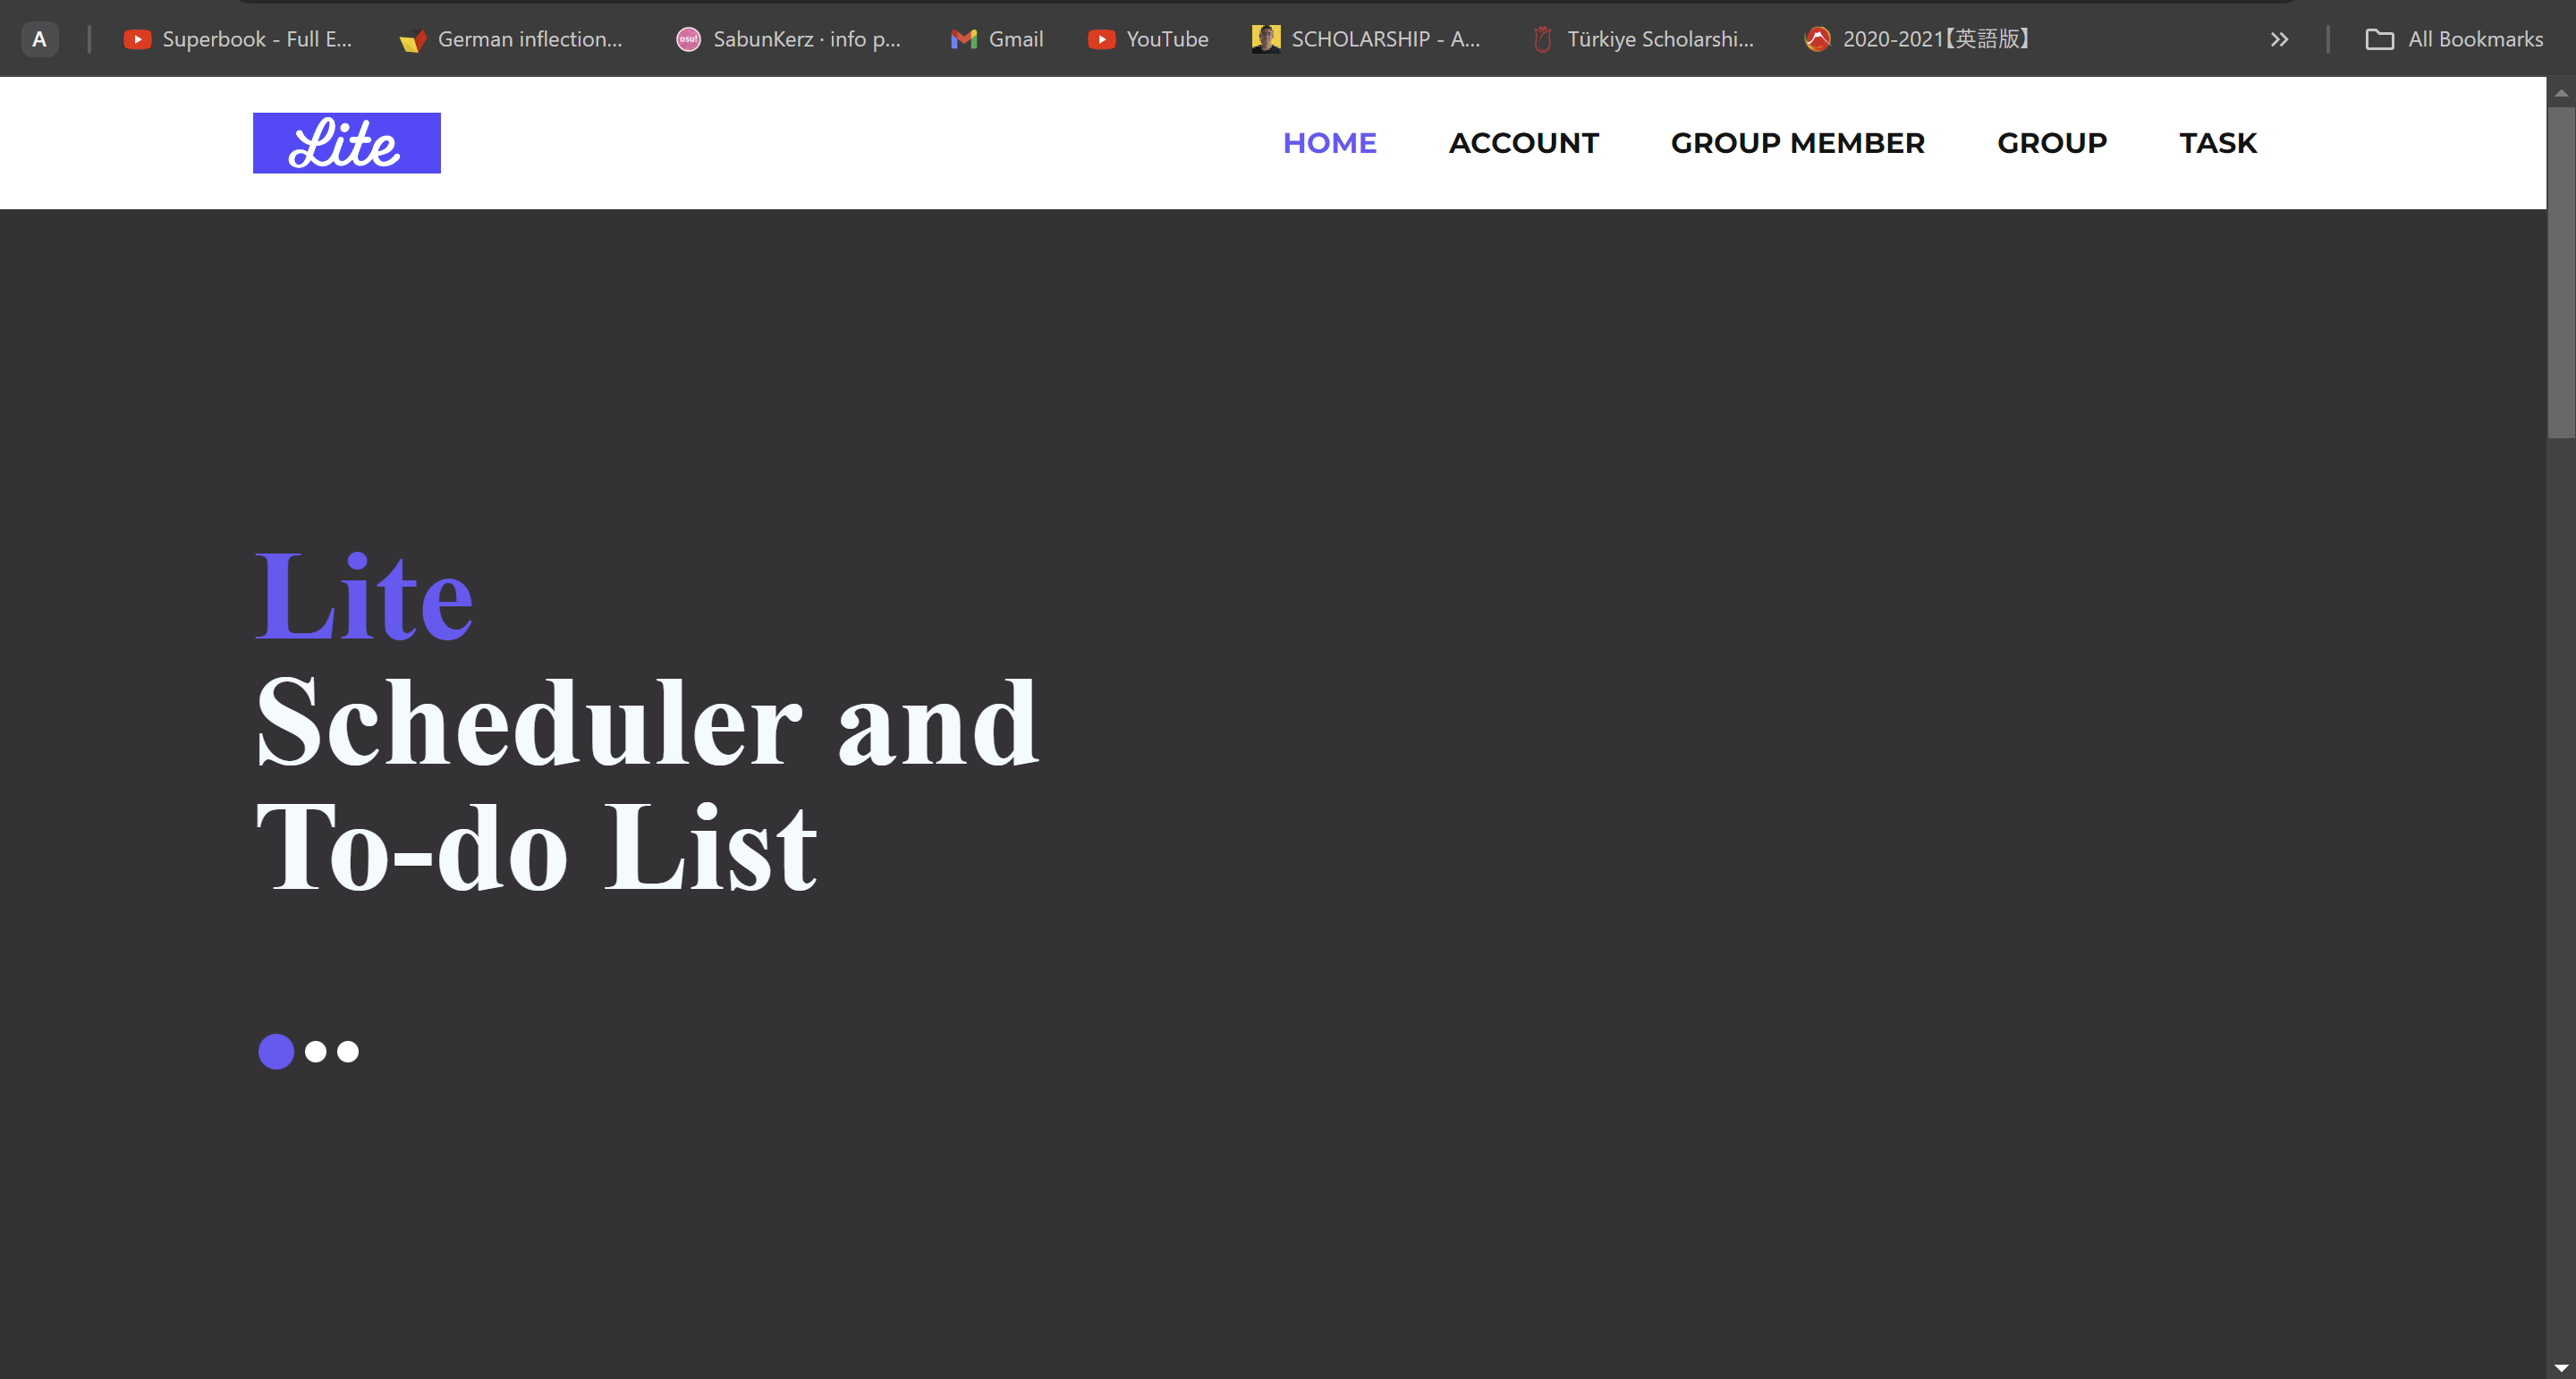 A Superbook - Full E... German inflection... osu! SabunKerz · info p... Gmail YouTube SCHOLARSHIP - A... Türkiye Scholarshi... 2020-2021【英語版】 All Bookmarks
Lite HOME ACCOUNT GROUP MEMBER GROUP TASK
Lite
Scheduler and
To-do List